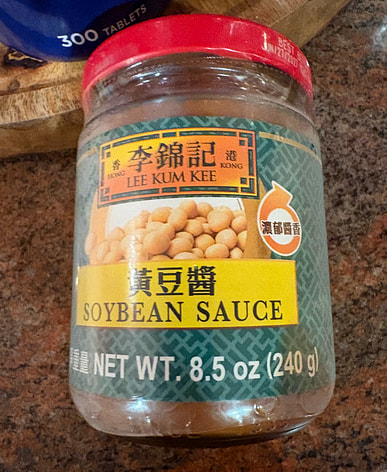 300 TABLETS
BEST
香 李錦記 港
HONG LEE KUM KEE KONG
濃郁醬香
黃豆醬
SOYBEAN SAUCE
NET WT. 8.5 oz (240 g)